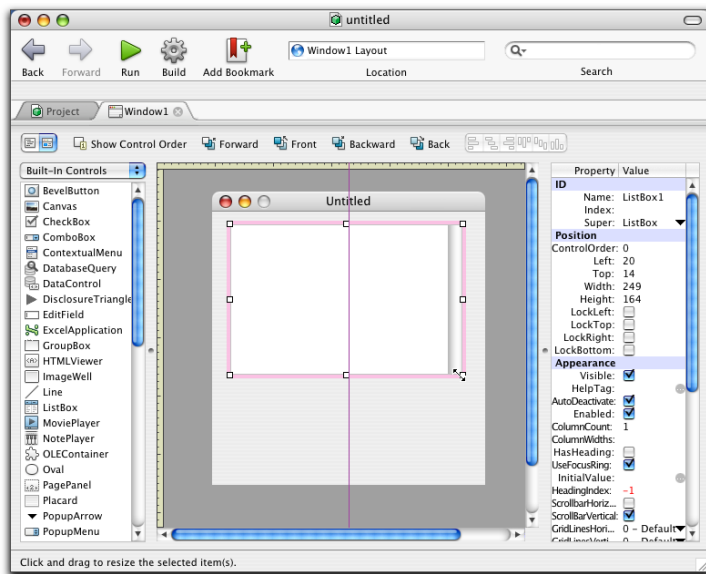 untitled
Back Forward Run Build Add Bookmark
Window1 Layout
Location
Search
Project Window1
Show Control Order Forward Front Backward Back
Built-In Controls
BevelButton
Canvas
CheckBox
ComboBox
ContextualMenu
DatabaseQuery
DataControl
DisclosureTriangle
EditField
ExcelApplication
GroupBox
HTMLViewer
ImageWell
Line
ListBox
MoviePlayer
NotePlayer
OLEContainer
Oval
PagePanel
Placard
PopupArrow
PopupMenu
Untitled
Property Value
ID
Name: ListBox1
Index:
Super: ListBox
Position
ControlOrder: 0
Left: 20
Top: 14
Width: 249
Height: 164
LockLeft:
LockTop:
LockRight:
LockBottom:
Appearance
Visible:
HelpTag:
AutoDeactivate:
Enabled:
ColumnCount: 1
ColumnWidths:
HasHeading:
UseFocusRing:
InitialValue:
HeadingIndex: -1
ScrollbarHoriz...
ScrollBarVertical:
GridLinesHori... 0 - Default
Click and drag to resize the selected item(s).